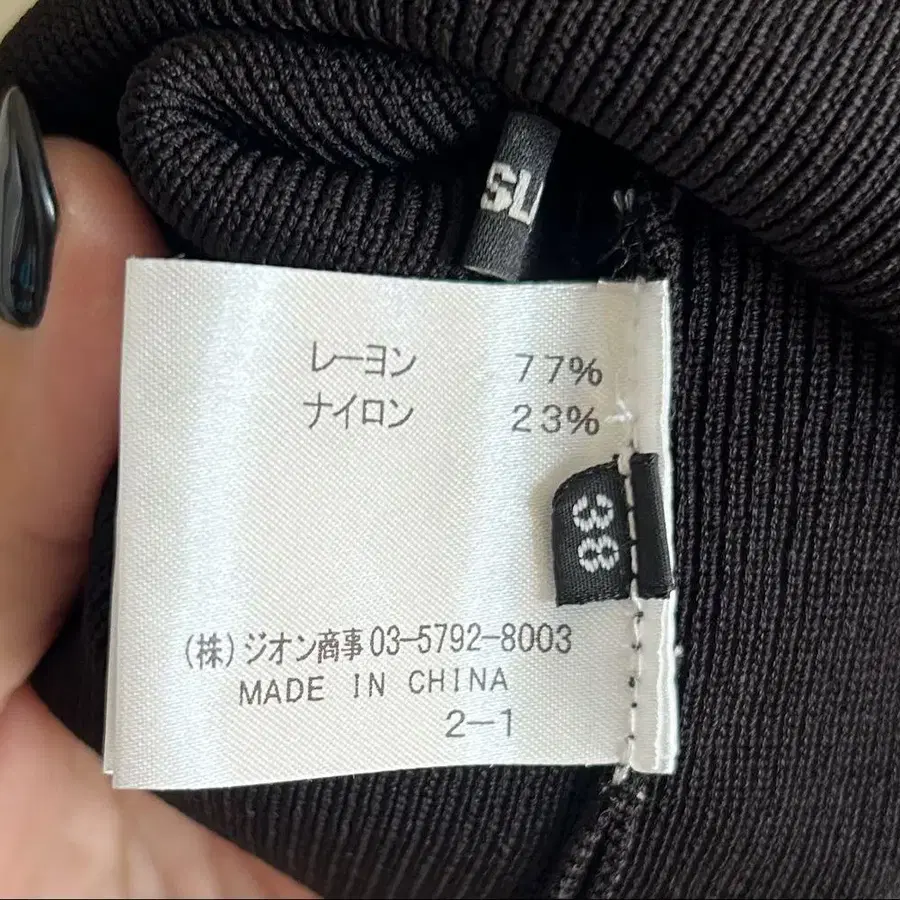 SL
レーヨン 77%
ナイロン 23%
38
(株)ジオン商事 03-5792-8003
MADE IN CHINA
2-1